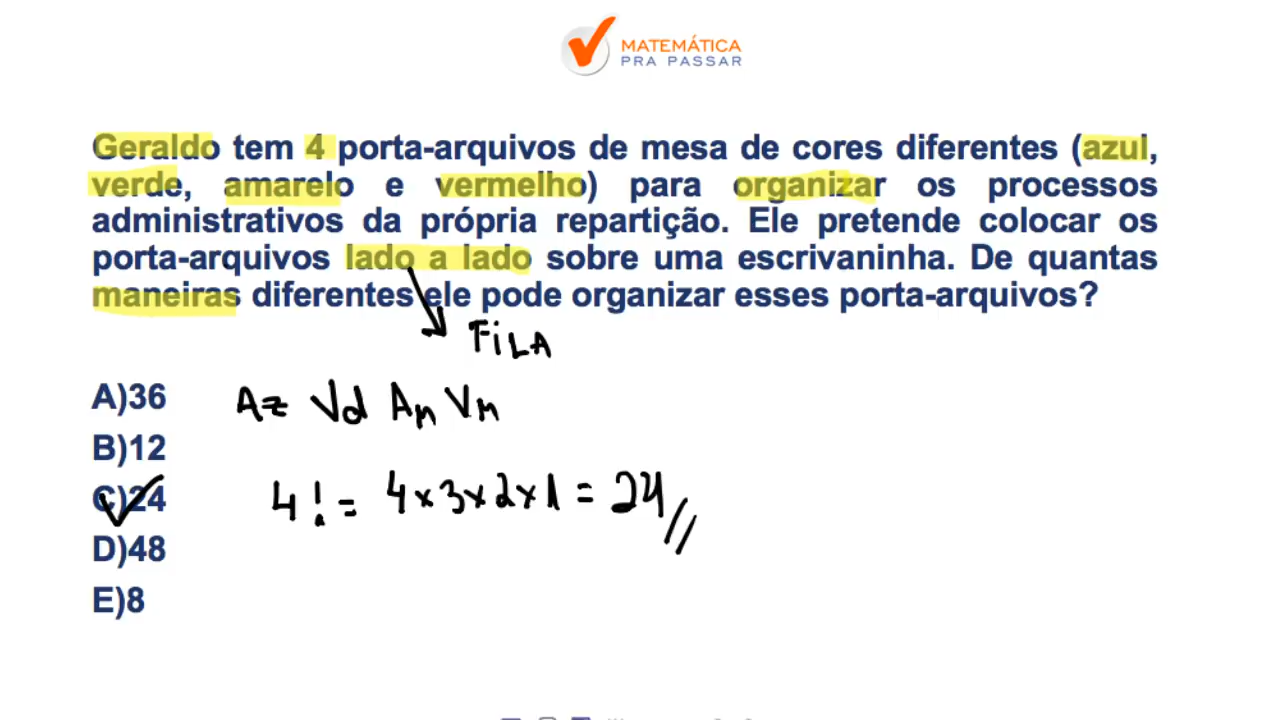 MATEMÁTICA
PRA PASSAR
Geraldo tem 4 porta-arquivos de mesa de cores diferentes (azul,
verde, amarelo e vermelho) para organizar os processos
administrativos da própria repartição. Ele pretende colocar os
porta-arquivos lado a lado sobre uma escrivaninha. De quantas
maneiras diferentes ele pode organizar esses porta-arquivos?
FiLA
A)36
Az Vd Am Vm
B)12
C)24
4! = 4x3x2x1 = 24//
D)48
E)8